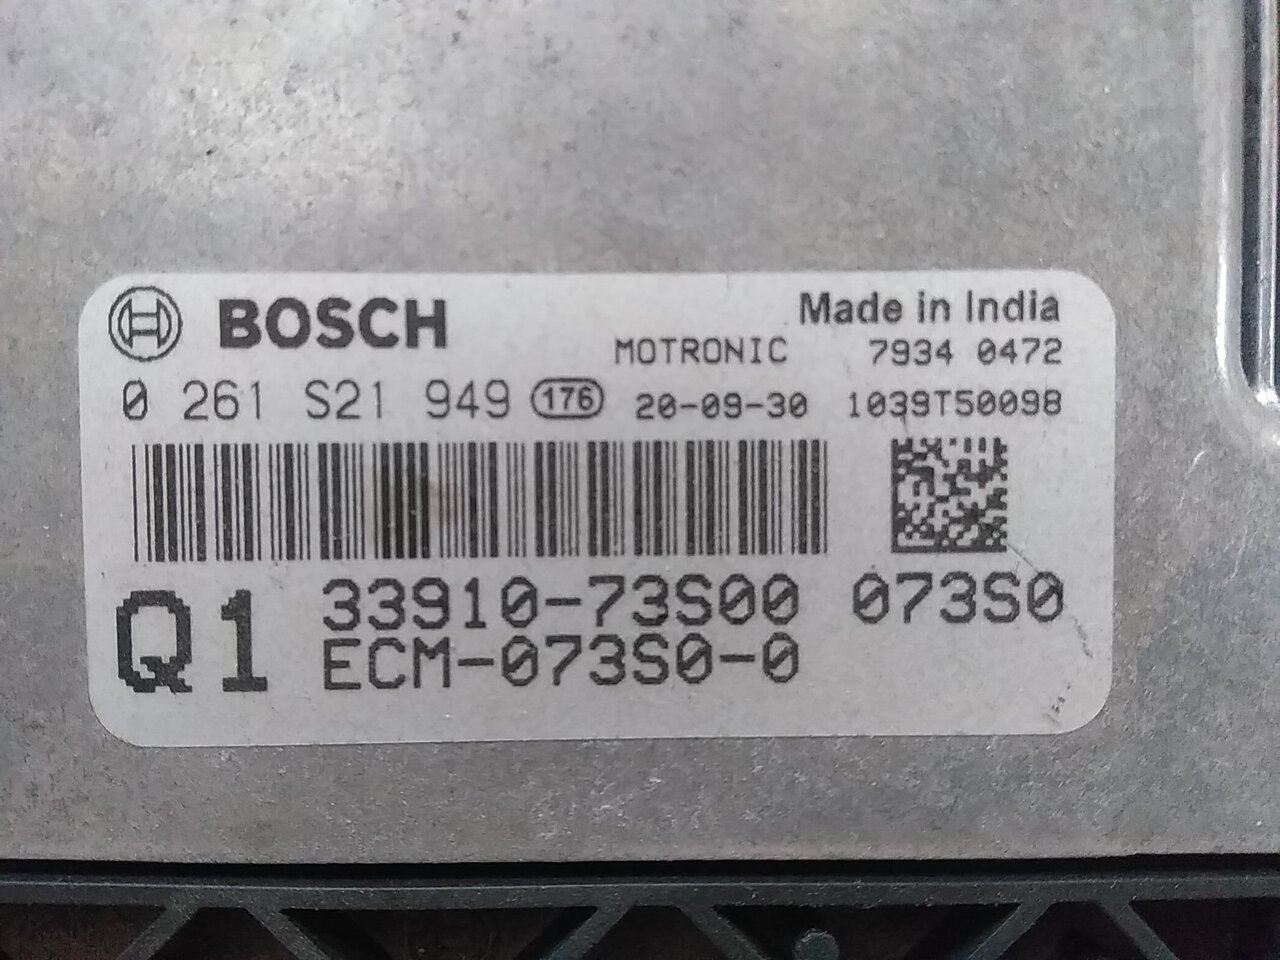 BOSCH Made in India
MOTRONIC 7934 0472
0 261 S21 949 176 20-09-30 1039T50098
Q1 33910-73S00 073S0
ECM-073S0-0